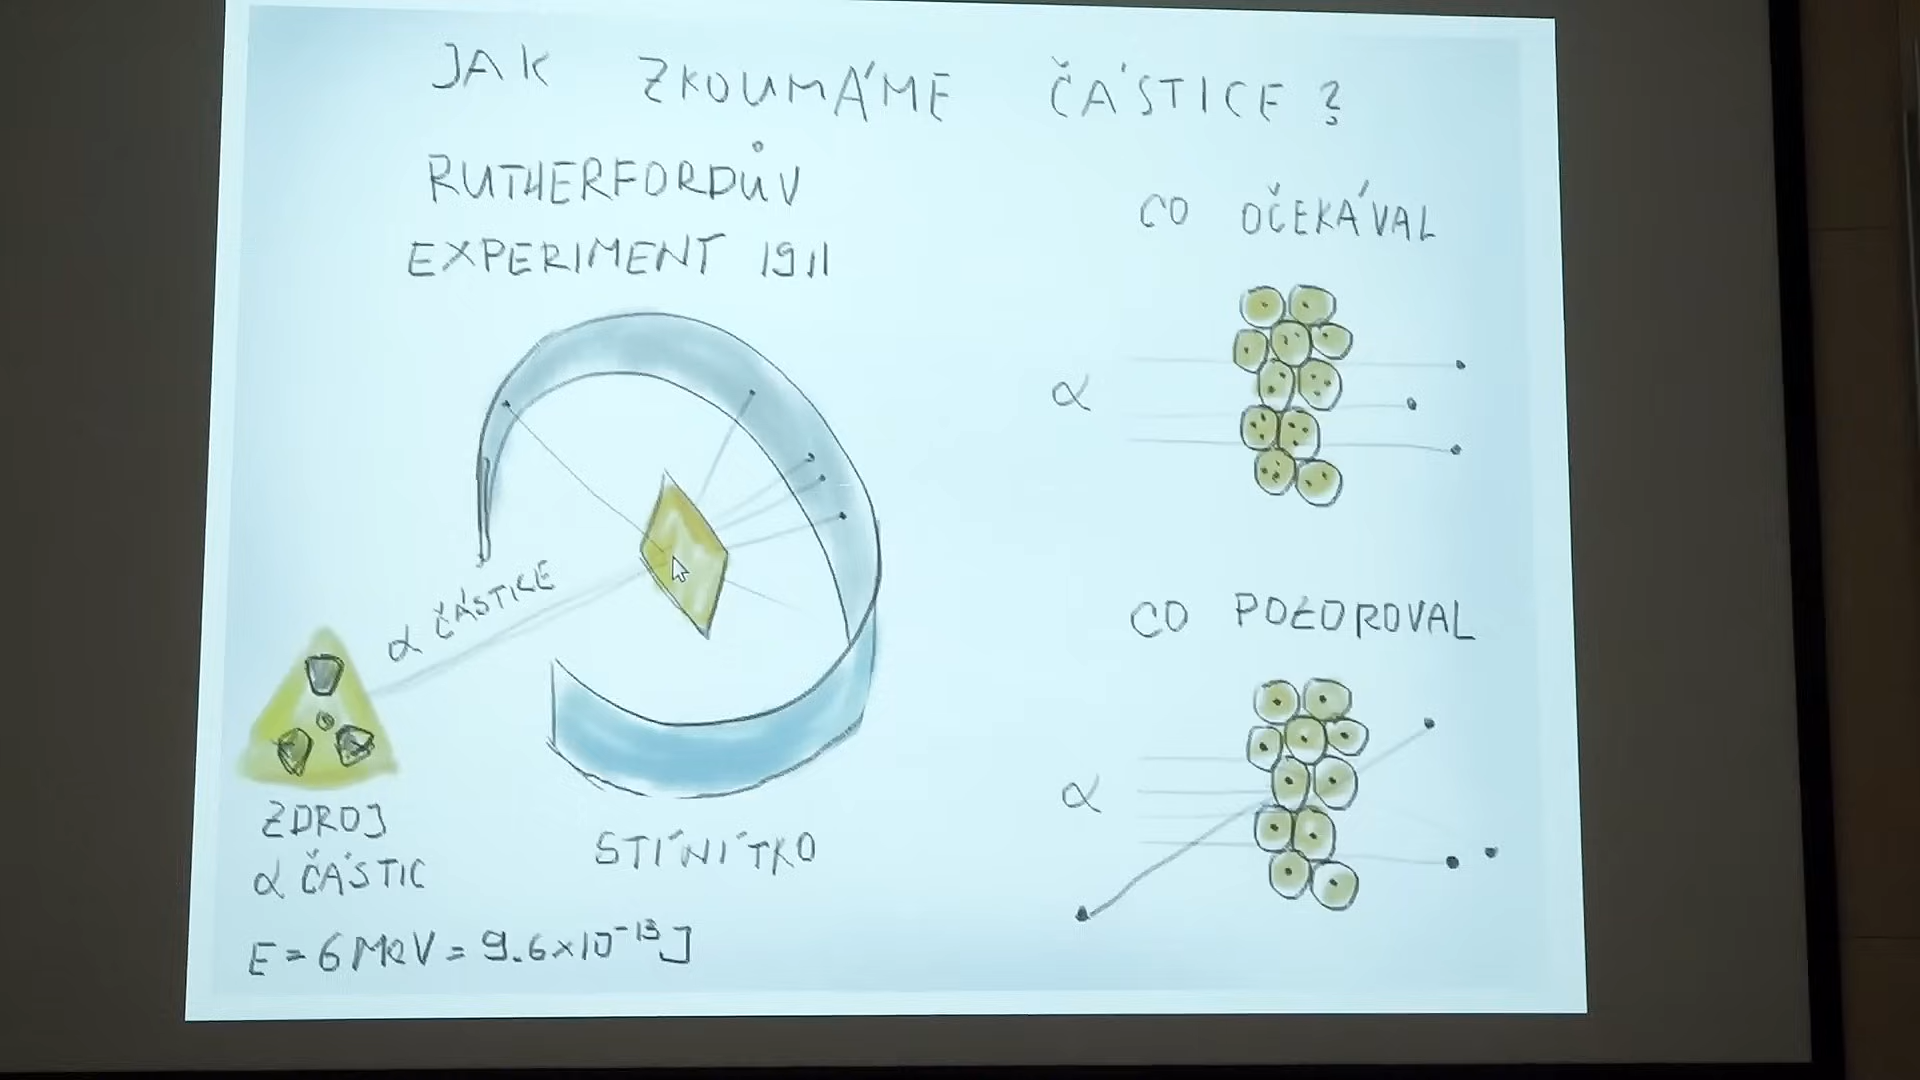 JAK ZKOUMÁME ČÁSTICE?
RUTHERFORDŮV
EXPERIMENT 1911
α ČÁSTICE
ZDROJ
α ČÁSTIC
E = 6 MeV = 9.6×10⁻¹³ J
STÍNÍTKO
CO OČEKÁVAL
α
CO POZOROVAL
α